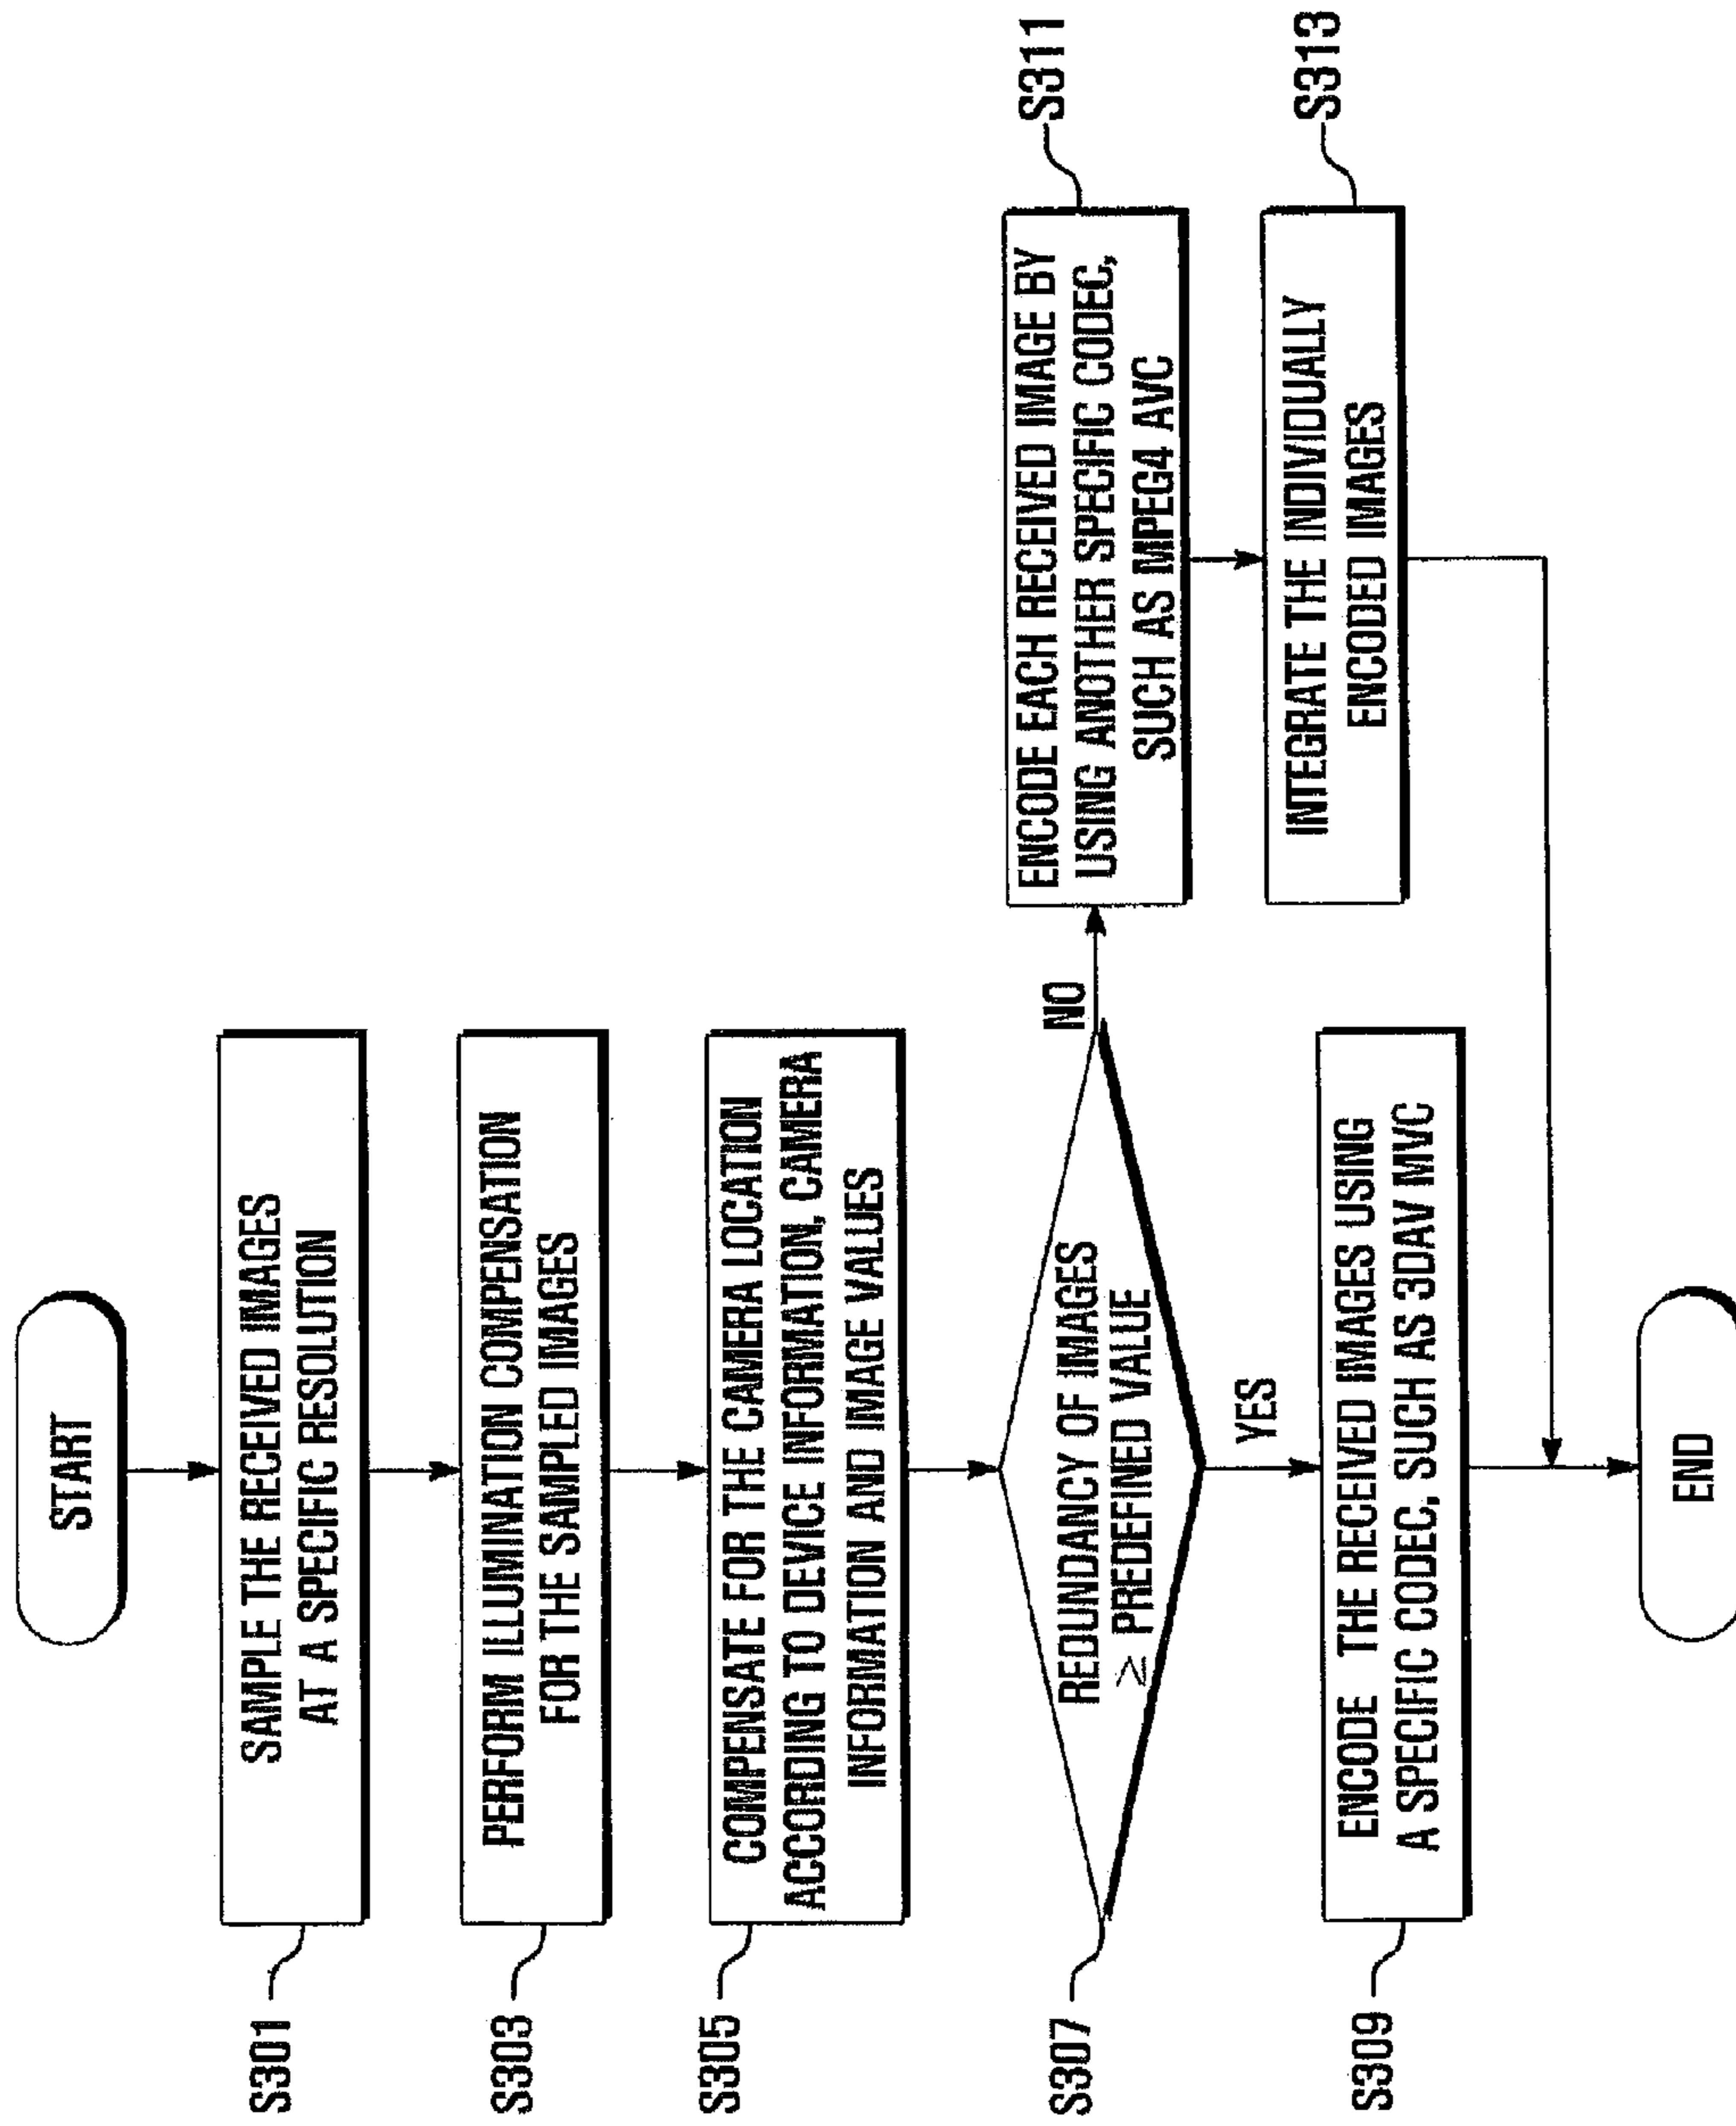 START
S301
SAMPLE THE RECEIVED IMAGES
AT A SPECIFIC RESOLUTION
S303
PERFORM ILLUMINATION COMPENSATION
FOR THE SAMPLED IMAGES
S305
COMPENSATE FOR THE CAMERA LOCATION
ACCORDING TO DEVICE INFORMATION, CAMERA
INFORMATION AND IMAGE VALUES
S307
REDUNDANCY OF IMAGES
≥ PREDEFINED VALUE
NO
YES
S311
ENCODE EACH RECEIVED IMAGE BY
USING ANOTHER SPECIFIC CODEC,
SUCH AS MPEG4 AVC
S309
ENCODE THE RECEIVED IMAGES USING
A SPECIFIC CODEC, SUCH AS 3DAV MVC
S313
INTEGRATE THE INDIVIDUALLY
ENCODED IMAGES
END